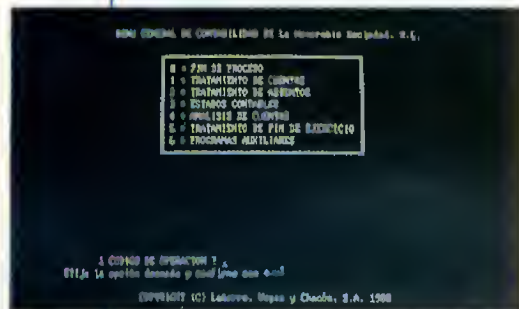 MENU GENERAL DE CONTABILIDAD DE La Honorable Sociedad, S.L.
0 = FIN DE PROCESO
1 = TRATAMIENTO DE CUENTAS
2 = TRATAMIENTO DE ASIENTOS
3 = ESTADOS CONTABLES
4 = ANALISIS DE CUENTAS
5 = TRATAMIENTO DE FIN DE EJERCICIO
6 = PROGRAMAS AUXILIARES
CODIGO DE OPERACION ?
Elija la opción deseada y confirme con
COPYRIGHT (C) Latorre, Chacón, S.A. 1988